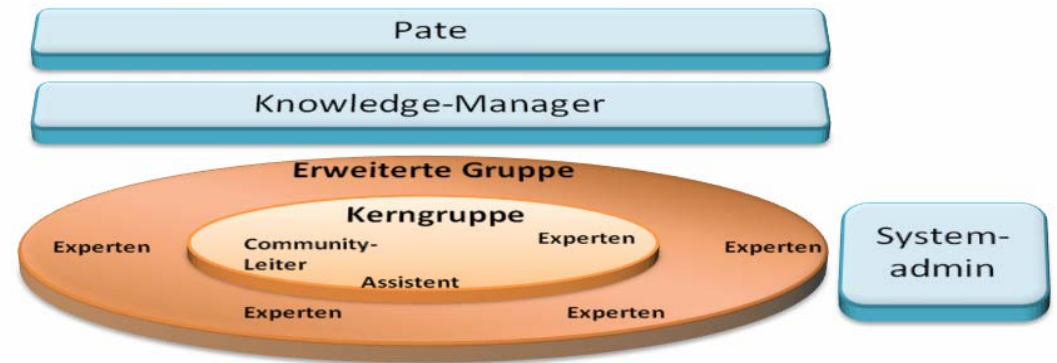 Pate
Knowledge-Manager
Erweiterte Gruppe
Kerngruppe
Experten
Community-
Leiter
Experten
Experten
Assistent
Experten
Experten
System-
admin